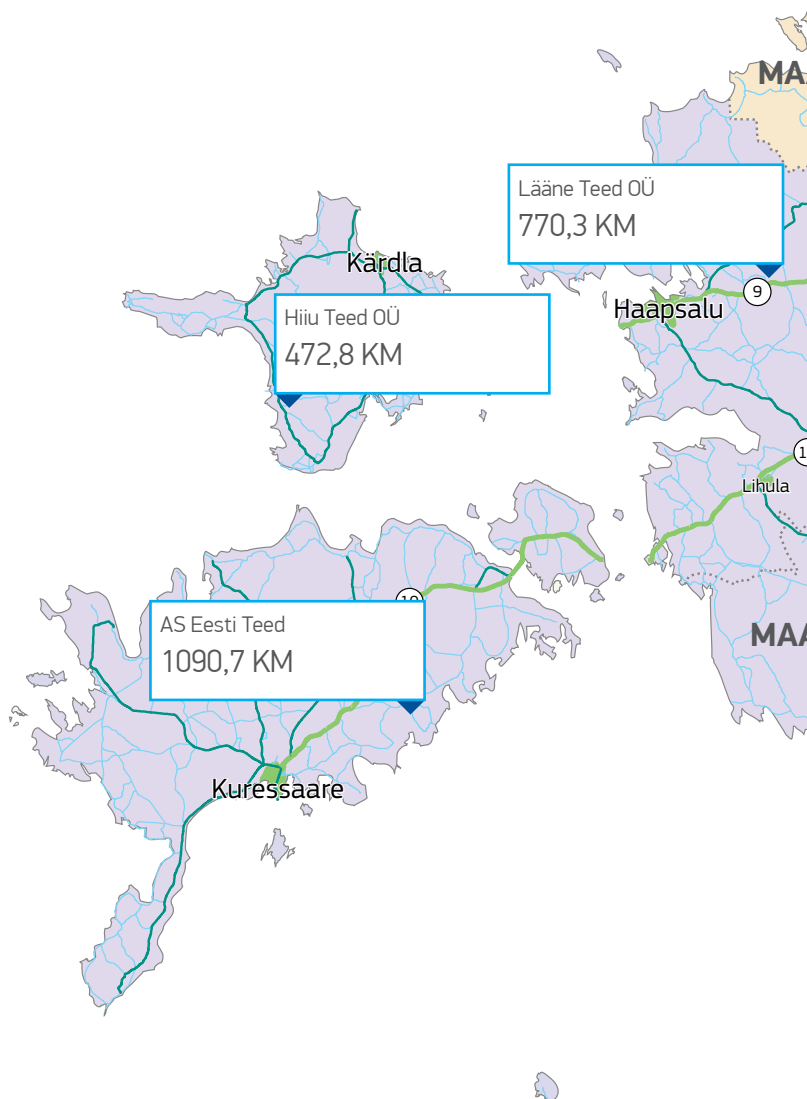 MAA
Lääne Teed OÜ
770,3 KM
Kärdla
9
Haapsalu
Hiiu Teed OÜ
472,8 KM
Lihula
AS Eesti Teed
1090,7 KM
MAA
Kuressaare